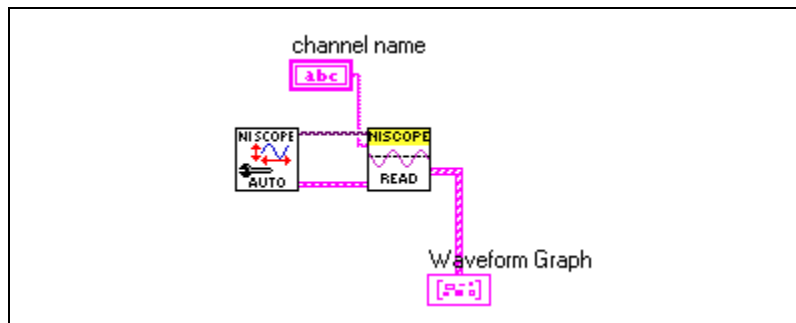 channel name
abc
NISCOPE
AUTO
NISCOPE
READ
Waveform Graph